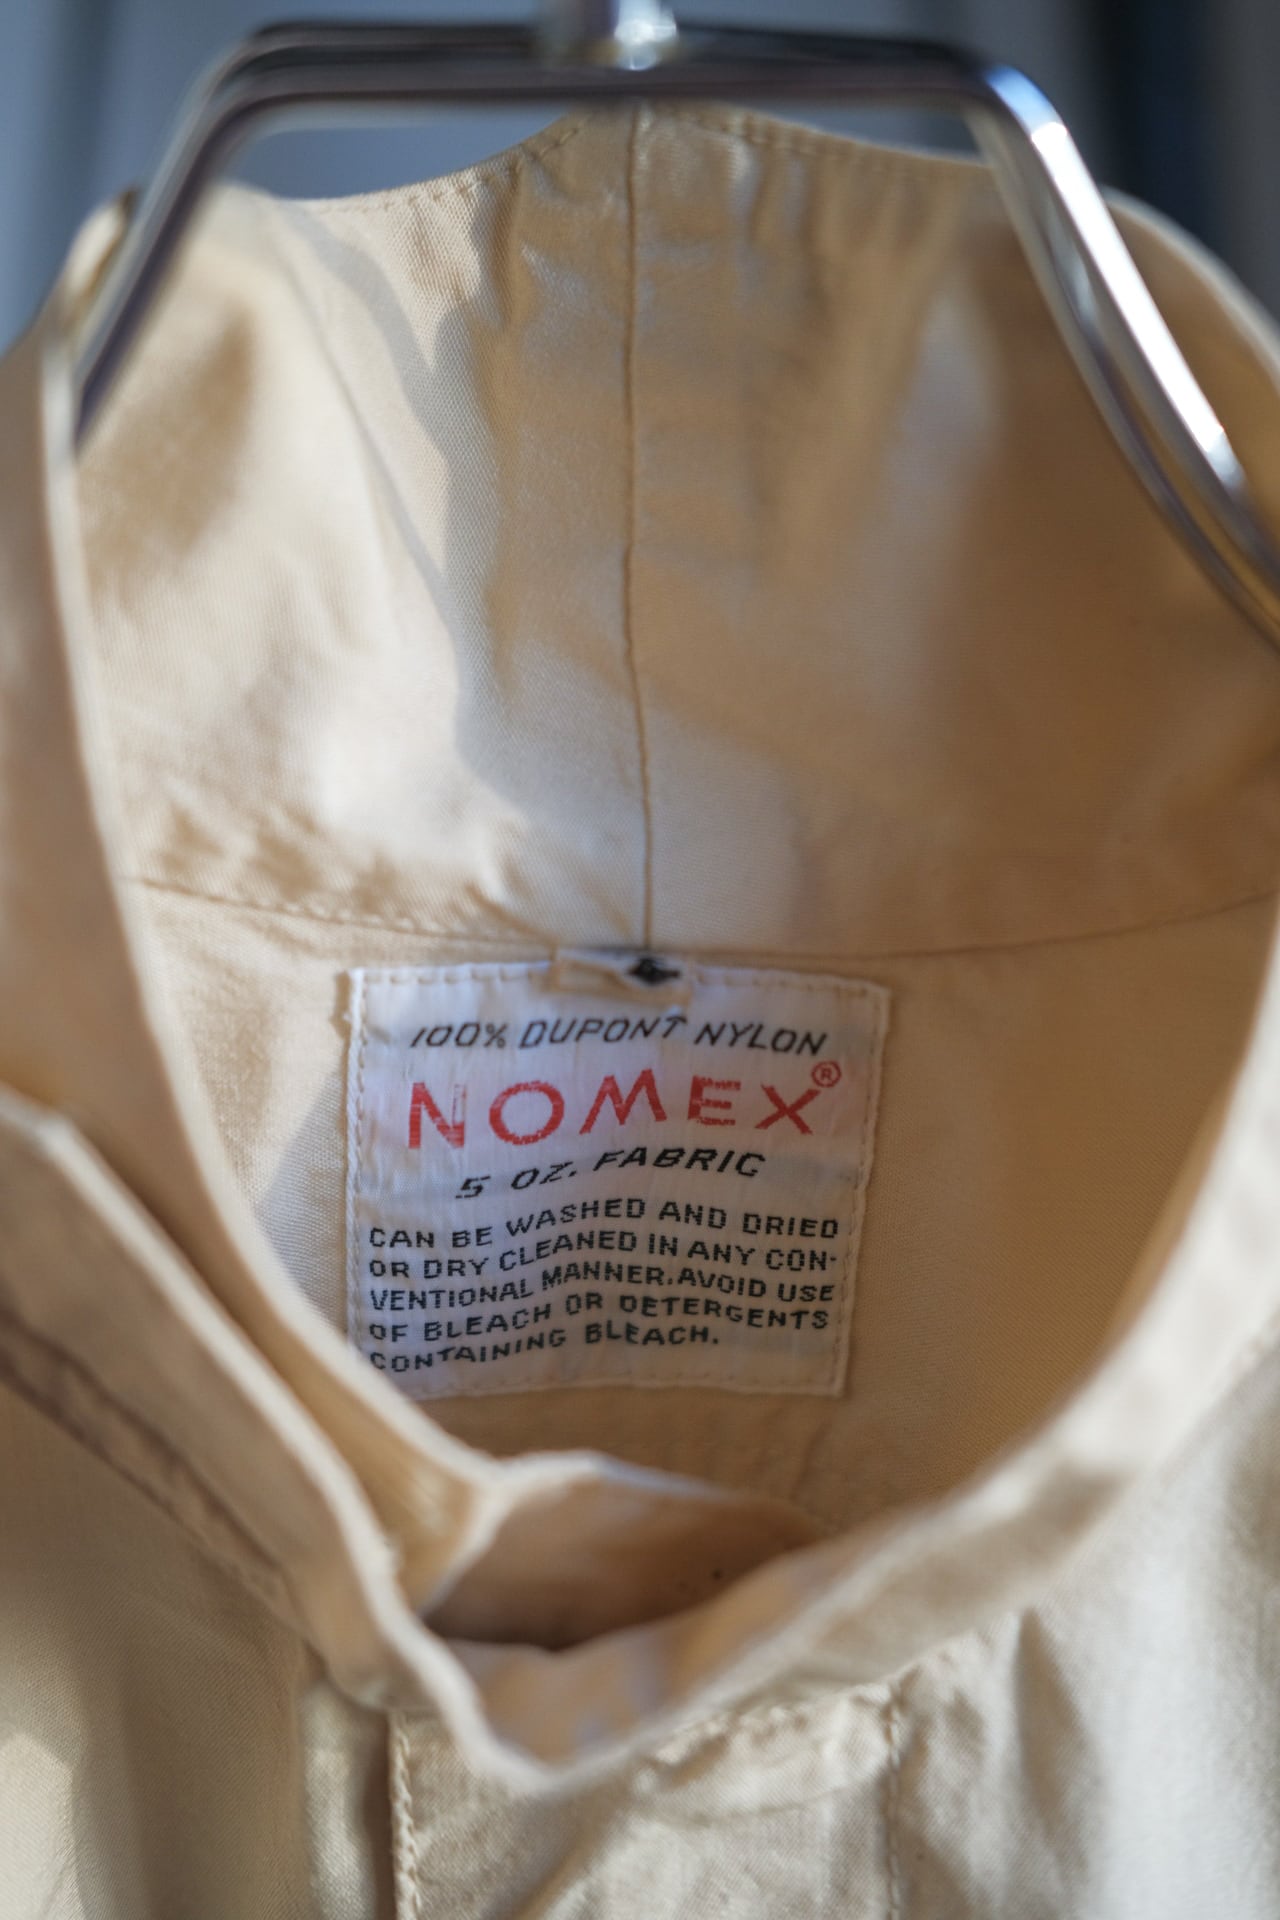 100% DUPONT NYLON
NOMEX®
5 OZ. FABRIC
CAN BE WASHED AND DRIED
OR DRY CLEANED IN ANY CON-
VENTIONAL MANNER. AVOID USE
OF BLEACH OR DETERGENTS
CONTAINING BLEACH.